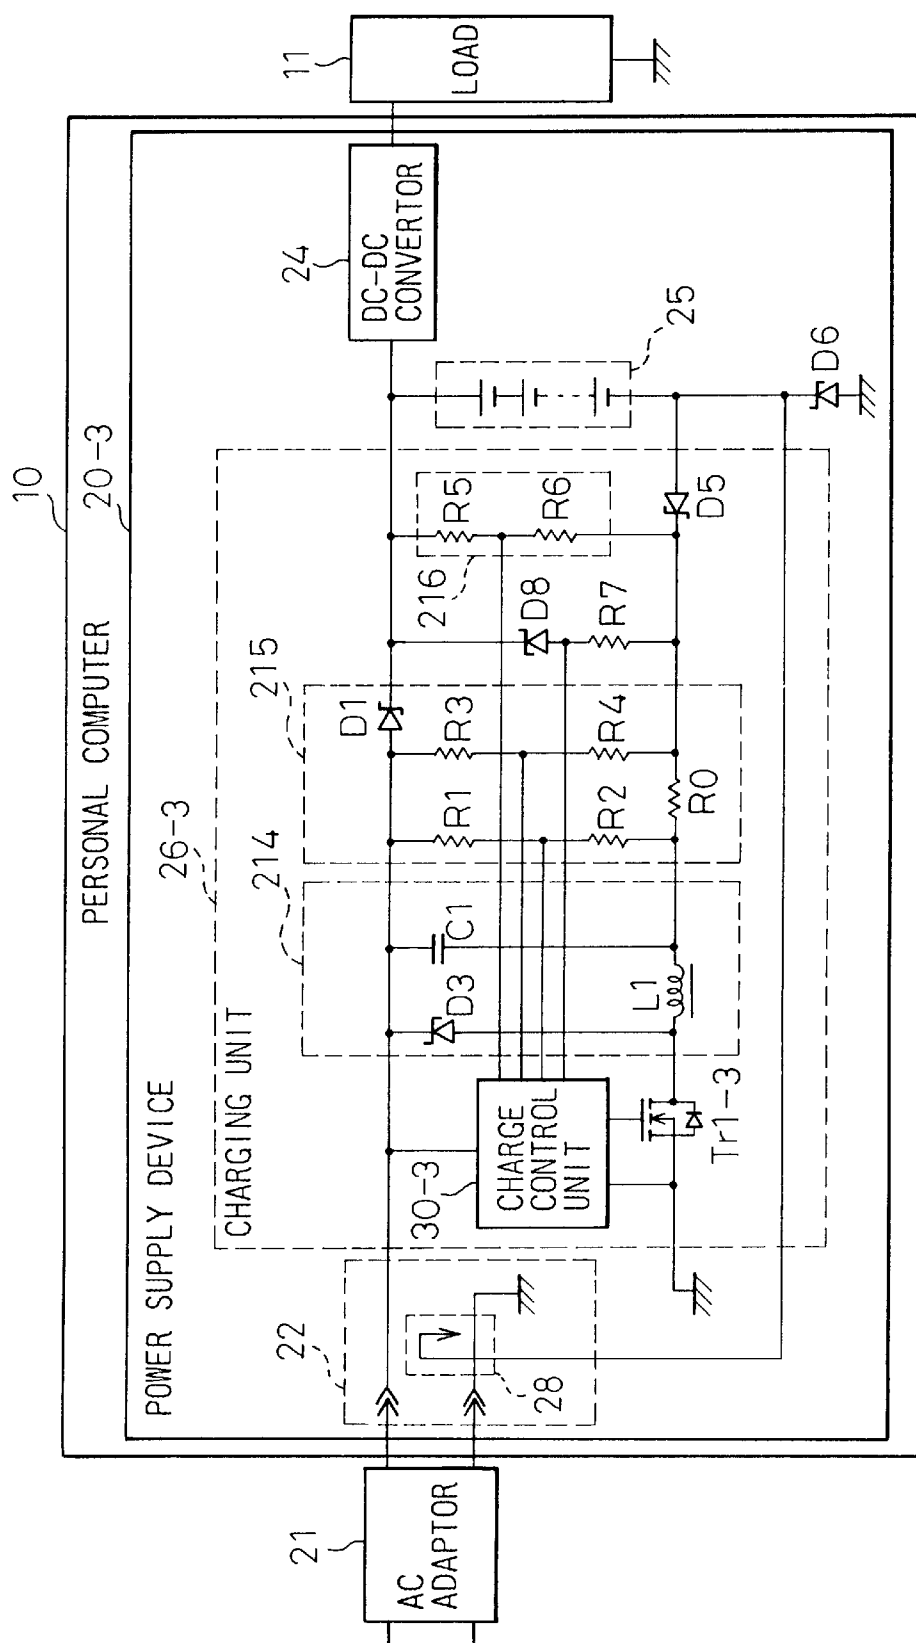 10
PERSONAL COMPUTER
20-3
POWER SUPPLY DEVICE
26-3
CHARGING UNIT
21
AC
ADAPTOR
22
28
214
215
216
30-3
CHARGE
CONTROL
UNIT
D3
C1
L1
Tr1-3
D1
R1
R3
R2
R4
R0
D8
R7
R5
R6
D5
25
D6
24
DC-DC
CONVERTOR
11
LOAD